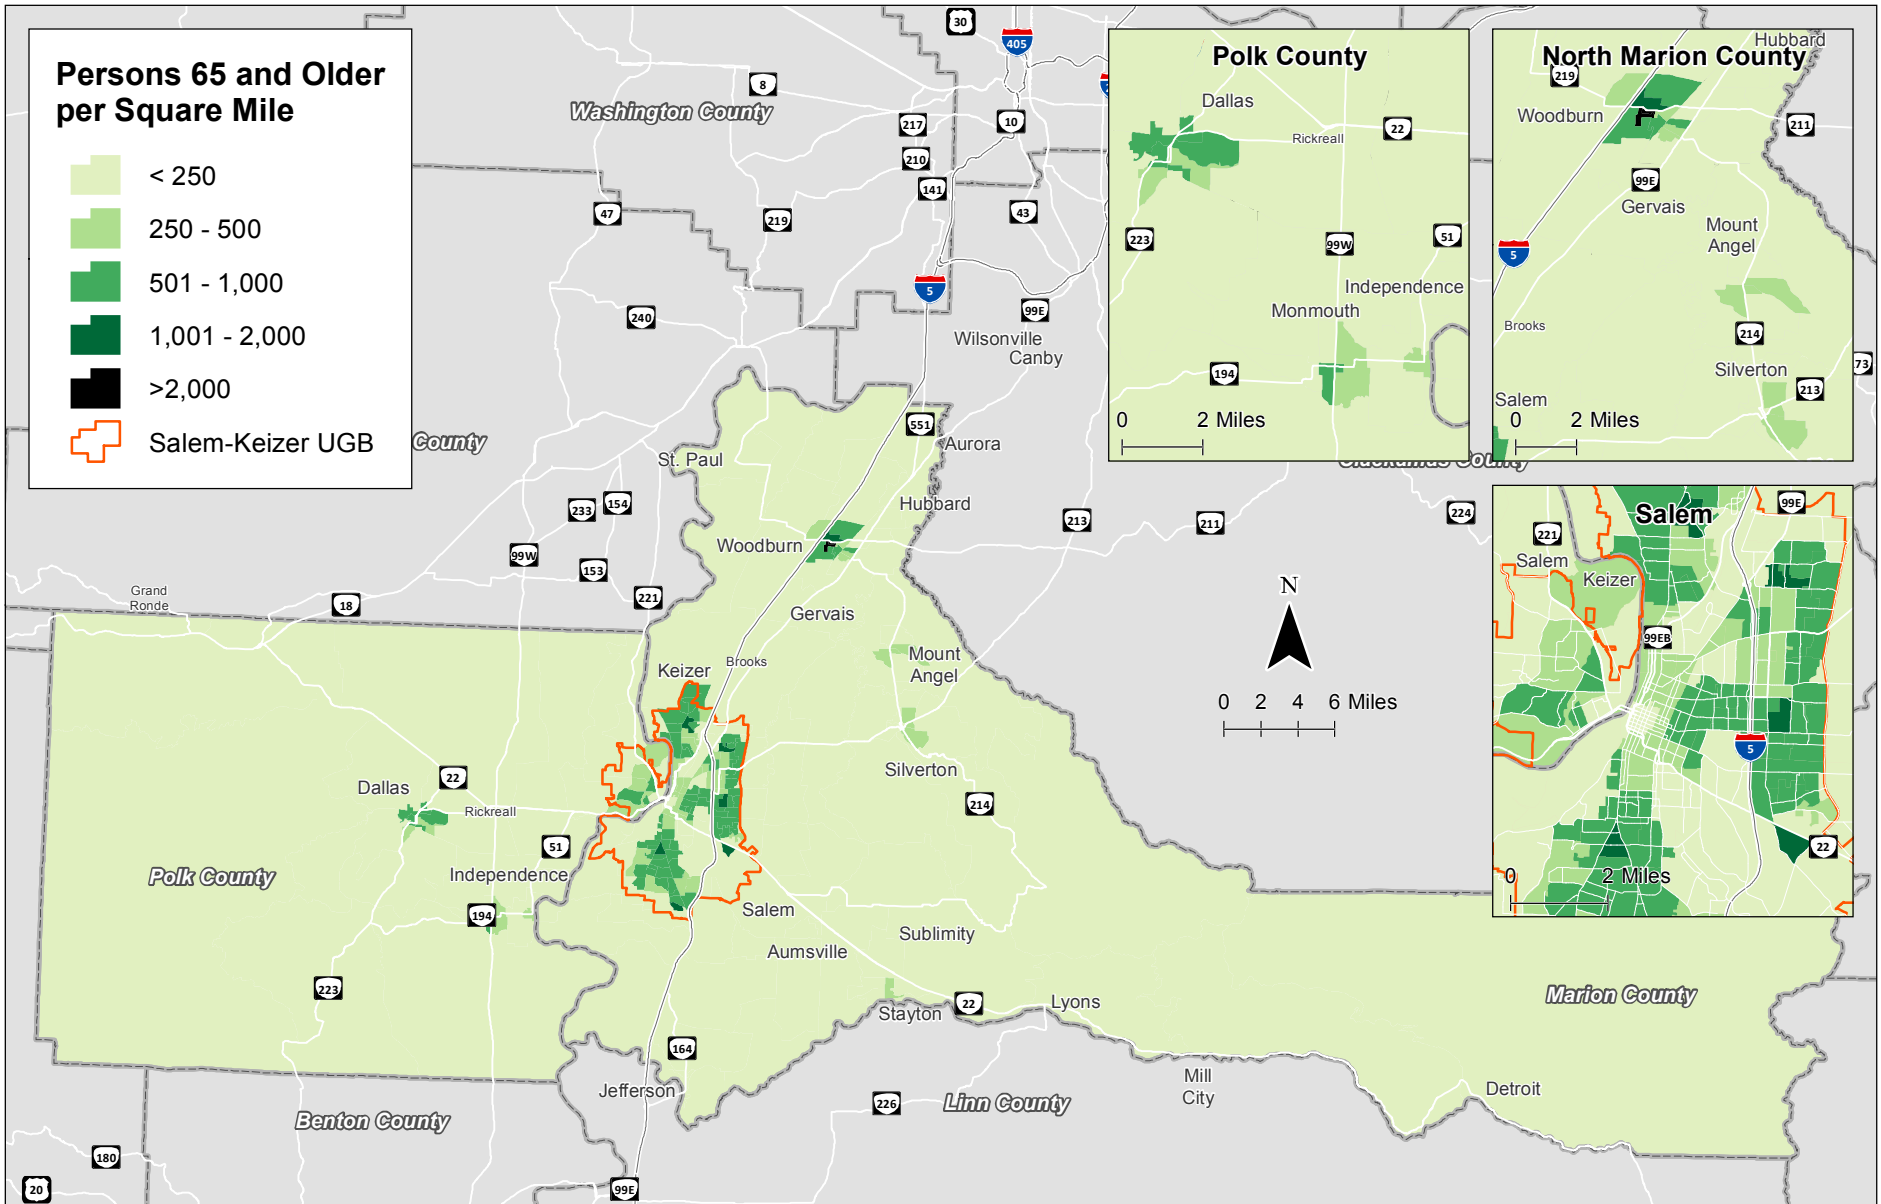 Persons 65 and Older
per Square Mile
< 250
250 - 500
501 - 1,000
1,001 - 2,000
>2,000
Salem-Keizer UGB
30
405
8
Washington County
217
10
210
141
47
219
43
5
240
99E
Wilsonville
Canby
County
551
Aurora
St. Paul
Hubbard
233
154
213
211
224
Woodburn
99W
153
Grand
Ronde
18
221
Gervais
N
Keizer
Brooks
Mount
Angel
0 2 4 6 Miles
Dallas
22
Rickreall
Silverton
214
51
Polk County
Independence
194
Salem
Sublimity
Aumsville
223
Stayton
22
Lyons
Marion County
164
Jefferson
Mill
City
Detroit
226
Linn County
Benton County
180
20
99E
Polk County
Dallas
Rickreall
22
223
99W
51
Independence
Monmouth
194
0 2 Miles
North Marion County
Hubbard
219
Woodburn
211
99E
Gervais
Mount
Angel
5
Brooks
214
Silverton
213
Salem
0 2 Miles
73
County
Salem
99E
221
Salem
Keizer
99EB
5
22
0 2 Miles